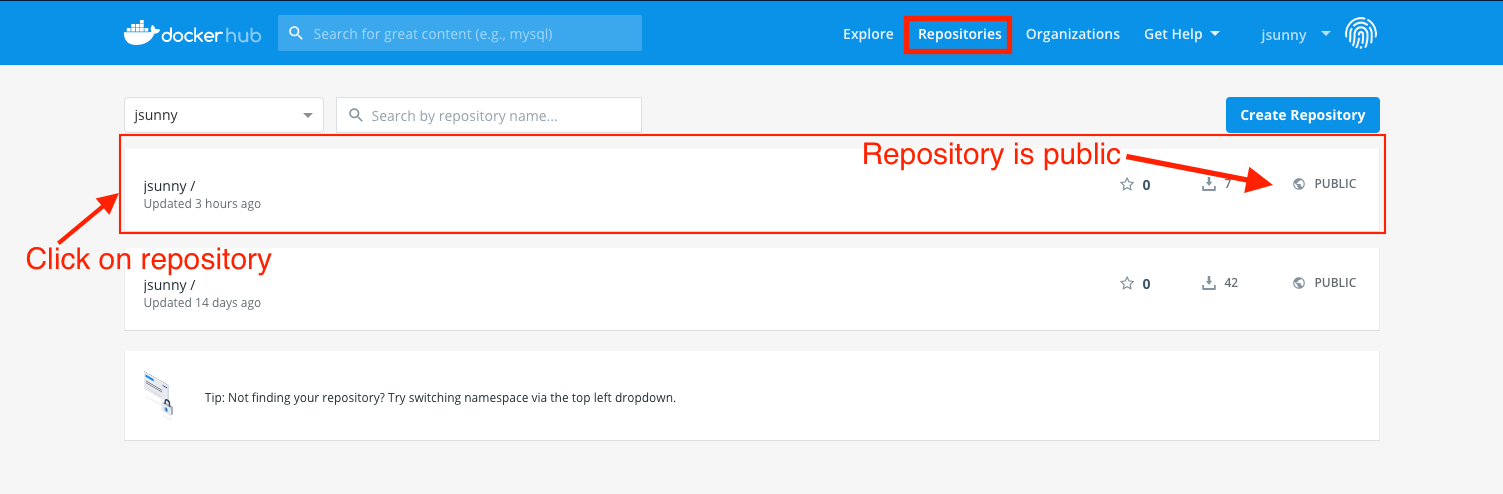 dockerhub Search for great content (e.g., mysql) Explore Repositories Organizations Get Help jsunny
jsunny Search by repository name... Create Repository
Repository is public
jsunny / 0 7 PUBLIC
Updated 3 hours ago
Click on repository
jsunny / 0 42 PUBLIC
Updated 14 days ago
Tip: Not finding your repository? Try switching namespace via the top left dropdown.